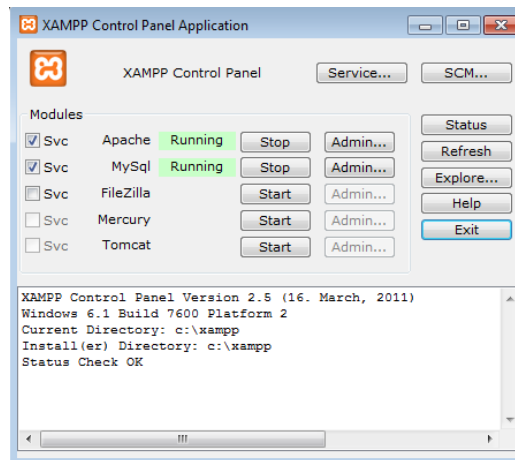 XAMPP Control Panel Application
XAMPP Control Panel Service... SCM...
Modules
Svc Apache Running Stop Admin...
Svc MySql Running Stop Admin...
Svc FileZilla Start Admin...
Svc Mercury Start Admin...
Svc Tomcat Start Admin...
Status
Refresh
Explore...
Help
Exit
XAMPP Control Panel Version 2.5 (16. March, 2011)
Windows 6.1 Build 7600 Platform 2
Current Directory: c:\xampp
Install(er) Directory: c:\xampp
Status Check OK